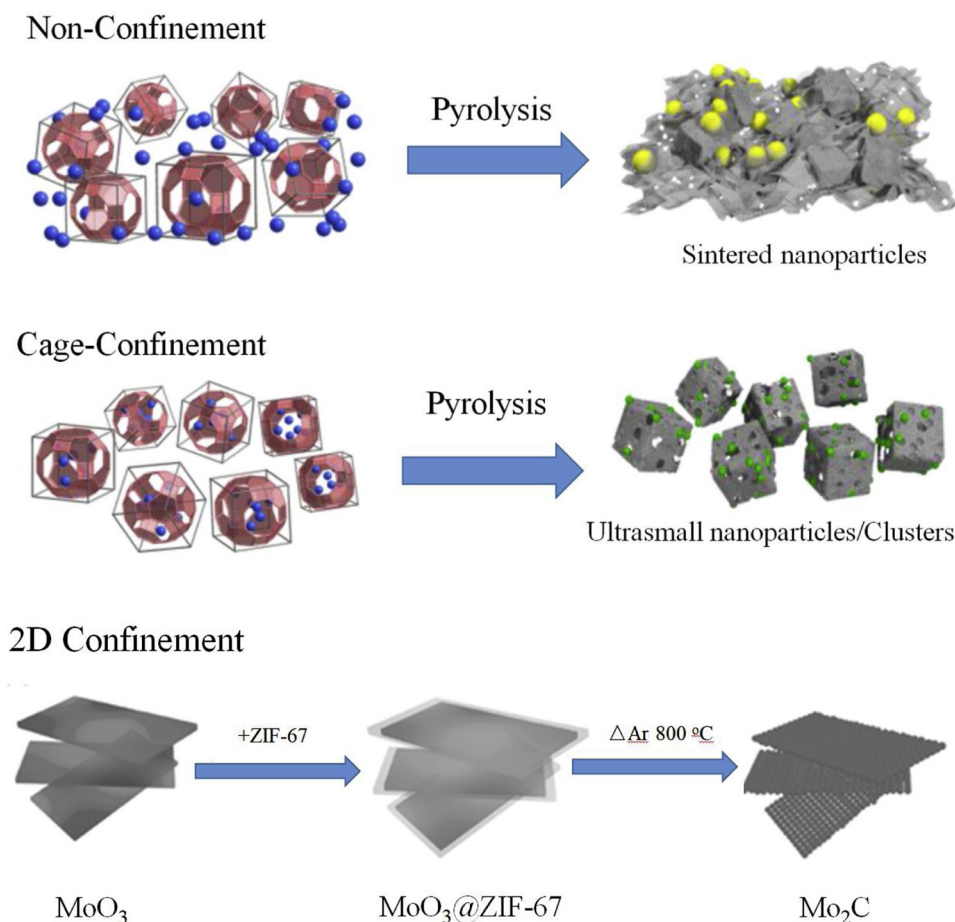 Non-Confinement
Pyrolysis
Sintered nanoparticles
Cage-Confinement
Pyrolysis
Ultrasmall nanoparticles/Clusters
2D Confinement
+ZIF-67
△Ar 800 ºC
MoO₃
MoO₃@ZIF-67
Mo₂C